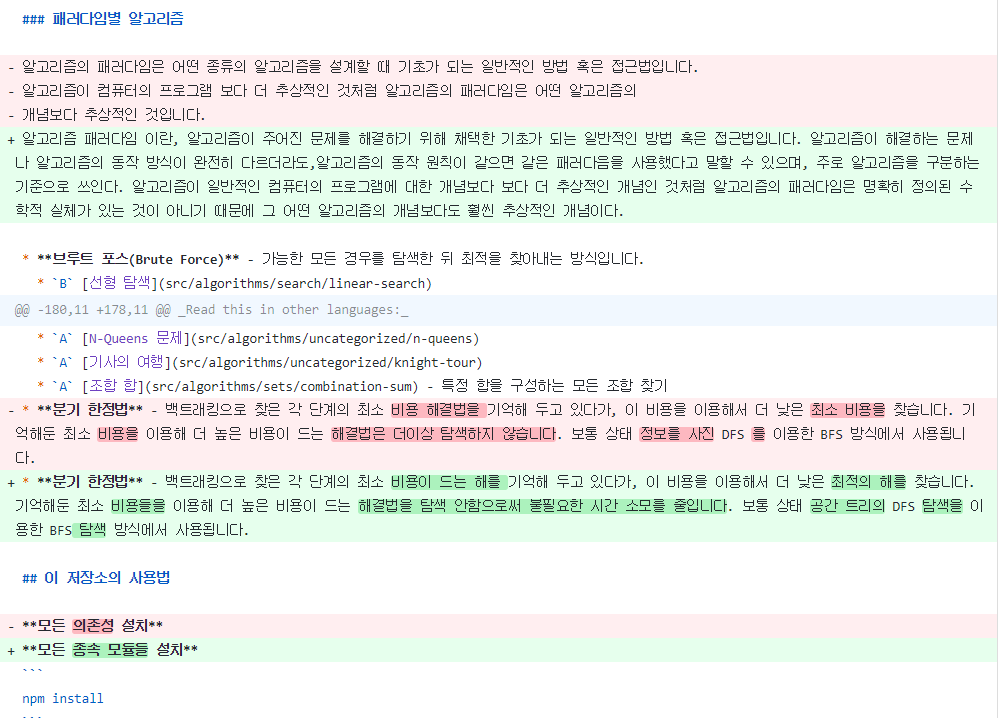 ### 패러다임별 알고리즘
- 알고리즘의 패러다임은 어떤 종류의 알고리즘을 설계할 때 기초가 되는 일반적인 방법 혹은 접근법입니다.
- 알고리즘이 컴퓨터의 프로그램 보다 더 추상적인 것처럼 알고리즘의 패러다임은 어떤 알고리즘의
- 개념보다 추상적인 것입니다.
+ 알고리즘 패러다임 이란, 알고리즘이 주어진 문제를 해결하기 위해 채택한 기초가 되는 일반적인 방법 혹은 접근법입니다. 알고리즘이 해결하는 문제
나 알고리즘의 동작 방식이 완전히 다르더라도,알고리즘의 동작 원칙이 같으면 같은 패러다음을 사용했다고 말할 수 있으며, 주로 알고리즘을 구분하는
기준으로 쓰인다. 알고리즘이 일반적인 컴퓨터의 프로그램에 대한 개념보다 보다 더 추상적인 개념인 것처럼 알고리즘의 패러다임은 명확히 정의된 수
학적 실체가 있는 것이 아니기 때문에 그 어떤 알고리즘의 개념보다도 훨씬 추상적인 개념이다.
* **브루트 포스(Brute Force)** - 가능한 모든 경우를 탐색한 뒤 최적을 찾아내는 방식입니다.
* `B` [선형 탐색](src/algorithms/search/linear-search)
@@ -180,11 +178,11 @@ _Read this in other languages:_
* `A` [N-Queens 문제](src/algorithms/uncategorized/n-queens)
* `A` [기사의 여행](src/algorithms/uncategorized/knight-tour)
* `A` [조합 합](src/algorithms/sets/combination-sum) - 특정 합을 구성하는 모든 조합 찾기
- * **분기 한정법** - 백트래킹으로 찾은 각 단계의 최소 비용 해결법을 기억해 두고 있다가, 이 비용을 이용해서 더 낮은 최소 비용을 찾습니다. 기
억해둔 최소 비용을 이용해 더 높은 비용이 드는 해결법은 더이상 탐색하지 않습니다. 보통 상태 정보를 사진 DFS 를 이용한 BFS 방식에서 사용됩니
다.
+ * **분기 한정법** - 백트래킹으로 찾은 각 단계의 최소 비용이 드는 해를 기억해 두고 있다가, 이 비용을 이용해서 더 낮은 최적의 해를 찾습니다.
기억해둔 최소 비용들을 이용해 더 높은 비용이 드는 해결법을 탐색 안함으로써 불필요한 시간 소모를 줄입니다. 보통 상태 공간 트리의 DFS 탐색을 이
용한 BFS 탐색 방식에서 사용됩니다.
## 이 저장소의 사용법
- **모든 의존성 설치**
+ **모든 종속 모듈들 설치**
```
npm install
```